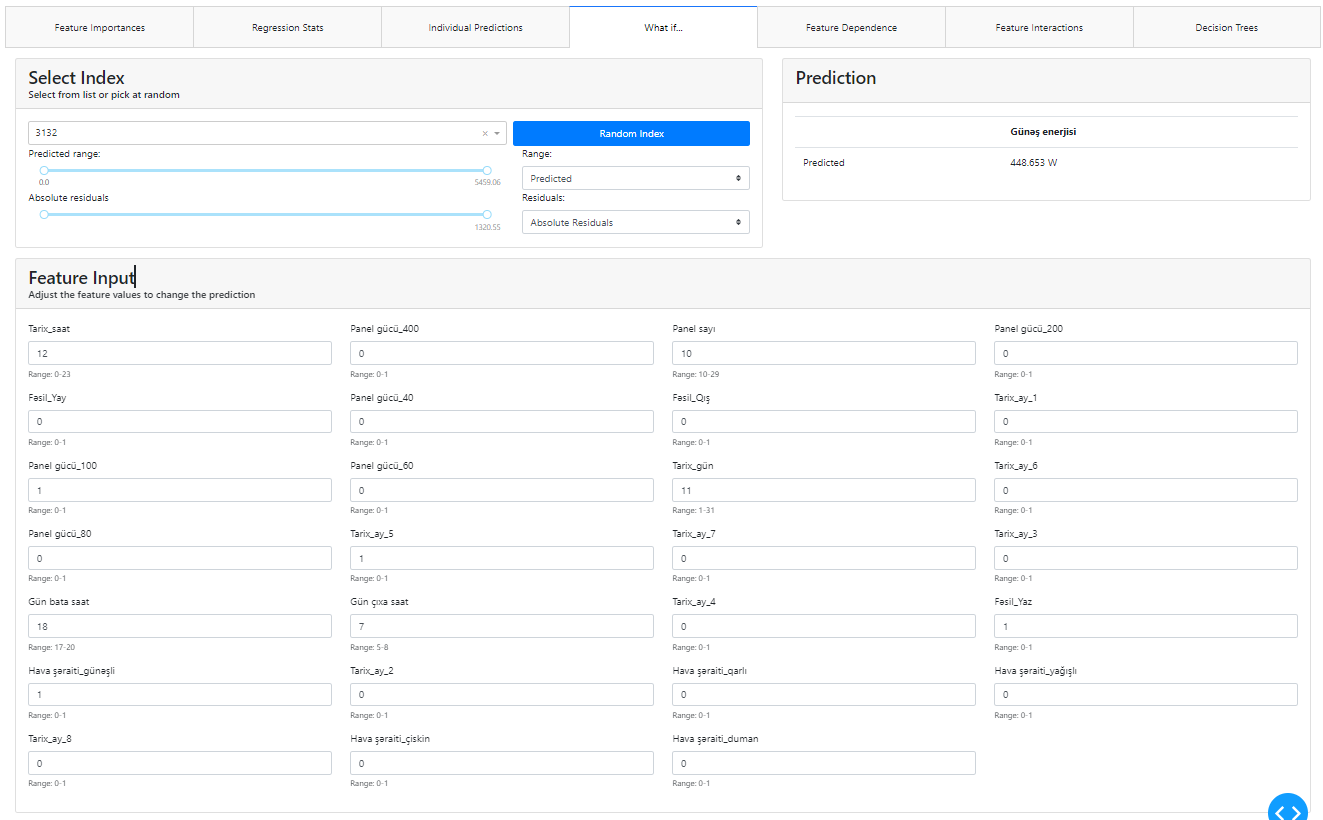 Feature Importances
Regression Stats
Individual Predictions
What if...
Feature Dependence
Feature Interactions
Decision Trees
Select Index
Select from list or pick at random
3132
Random Index
Predicted range:
0.0
5459.06
Range:
Predicted
Absolute residuals
1320.55
Residuals:
Absolute Residuals
Prediction
Günəş enerjisi
Predicted 448.653 W
Feature Input
Adjust the feature values to change the prediction
Tarix_saat
12
Range: 0-23
Panel gücü_400
0
Range: 0-1
Panel sayı
10
Range: 10-29
Panel gücü_200
0
Range: 0-1
Fəsil_Yay
0
Range: 0-1
Panel gücü_40
0
Range: 0-1
Fəsil_Qış
0
Range: 0-1
Tarix_ay_1
0
Range: 0-1
Panel gücü_100
1
Range: 0-1
Panel gücü_60
0
Range: 0-1
Tarix_gün
11
Range: 1-31
Tarix_ay_6
0
Range: 0-1
Panel gücü_80
0
Range: 0-1
Tarix_ay_5
1
Range: 0-1
Tarix_ay_7
0
Range: 0-1
Tarix_ay_3
0
Range: 0-1
Gün bata saat
18
Range: 17-20
Gün çıxa saat
7
Range: 5-8
Tarix_ay_4
0
Range: 0-1
Fəsil_Yaz
1
Range: 0-1
Hava şəraiti_günəşli
1
Range: 0-1
Tarix_ay_2
0
Range: 0-1
Hava şəraiti_qarlı
0
Range: 0-1
Hava şəraiti_yağışlı
0
Range: 0-1
Tarix_ay_8
0
Range: 0-1
Hava şəraiti_çiskin
0
Range: 0-1
Hava şəraiti_duman
0
Range: 0-1